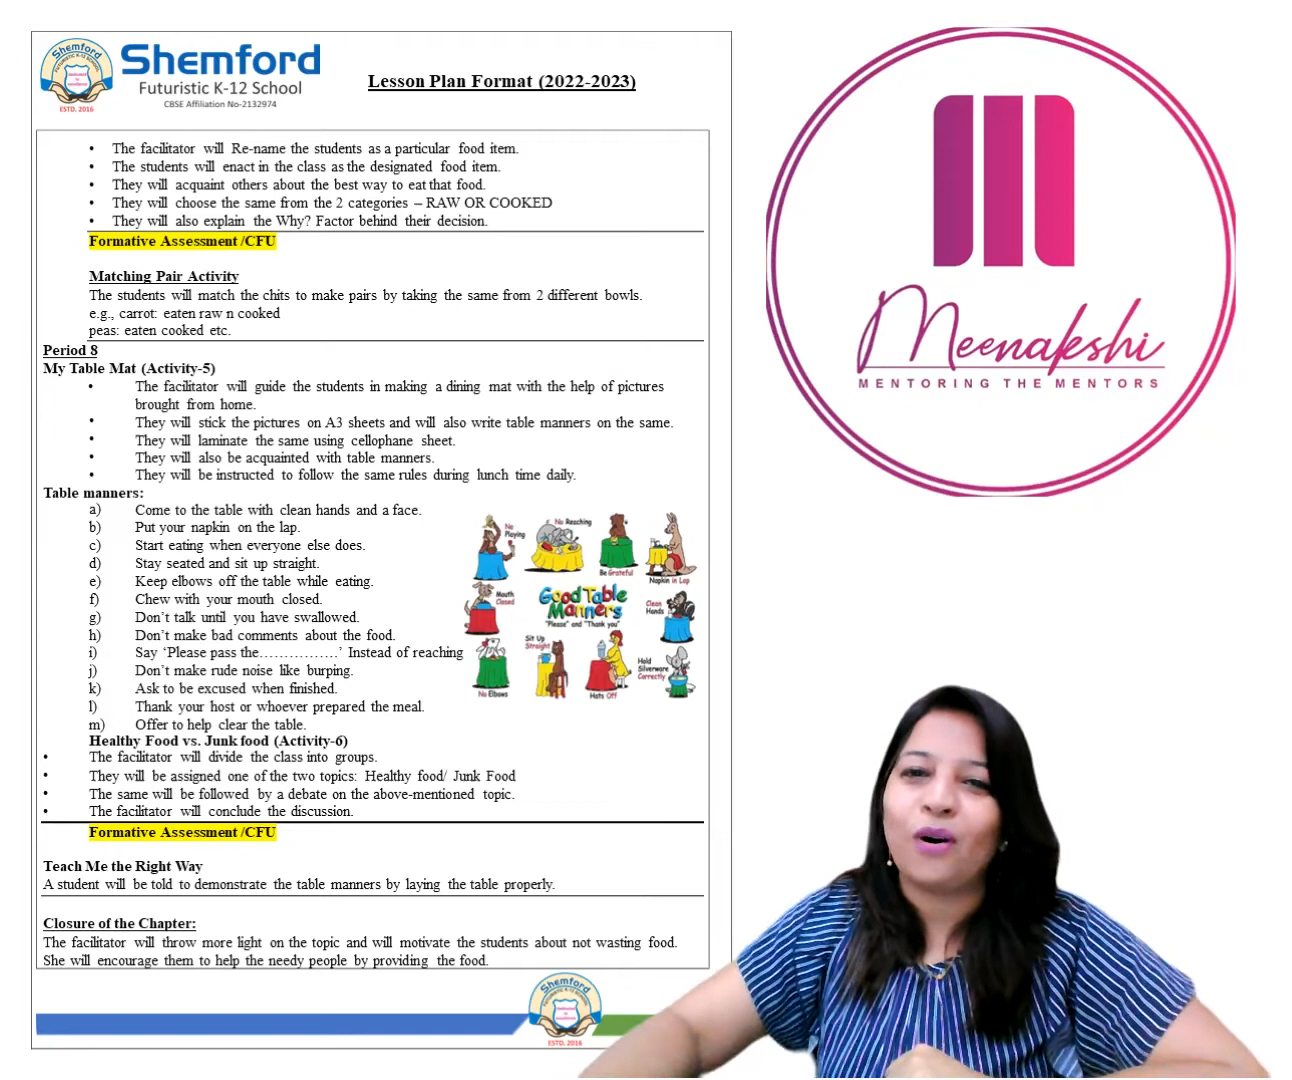 Shemford
Futuristic K-12 School
CBSE Affiliation No-2132974
ESTD. 2016
Lesson Plan Format (2022-2023)
• The facilitator will Re-name the students as a particular food item.
• The students will enact in the class as the designated food item.
• They will acquaint others about the best way to eat that food.
• They will choose the same from the 2 categories – RAW OR COOKED
• They will also explain the Why? Factor behind their decision.
Formative Assessment /CFU
Matching Pair Activity
The students will match the chits to make pairs by taking the same from 2 different bowls.
e.g., carrot: eaten raw n cooked
peas: eaten cooked etc.
Period 8
My Table Mat (Activity-5)
• The facilitator will guide the students in making a dining mat with the help of pictures
brought from home.
• They will stick the pictures on A3 sheets and will also write table manners on the same.
• They will laminate the same using cellophane sheet.
• They will also be acquainted with table manners.
• They will be instructed to follow the same rules during lunch time daily.
Table manners:
a) Come to the table with clean hands and a face.
b) Put your napkin on the lap.
c) Start eating when everyone else does.
d) Stay seated and sit up straight.
e) Keep elbows off the table while eating.
f) Chew with your mouth closed.
g) Don’t talk until you have swallowed.
h) Don’t make bad comments about the food.
i) Say ‘Please pass the……………’ Instead of reaching
j) Don’t make rude noise like burping.
k) Ask to be excused when finished.
l) Thank your host or whoever prepared the meal.
m) Offer to help clear the table.
No Playing
No Reaching
Be Grateful
Napkin in Lap
Mouth Closed
Good Table Manners
"Please" and "Thank you"
Clean Hands
Sit Up Straight
No Elbows
Hats Off
Hold Silverware Correctly
Healthy Food vs. Junk food (Activity-6)
• The facilitator will divide the class into groups.
• They will be assigned one of the two topics: Healthy food/ Junk Food
• The same will be followed by a debate on the above-mentioned topic.
• The facilitator will conclude the discussion.
Formative Assessment /CFU
Teach Me the Right Way
A student will be told to demonstrate the table manners by laying the table properly.
Closure of the Chapter:
The facilitator will throw more light on the topic and will motivate the students about not wasting food.
She will encourage them to help the needy people by providing the food.
Shemford
ESTD. 2016
Meenakshi
MENTORING THE MENTORS